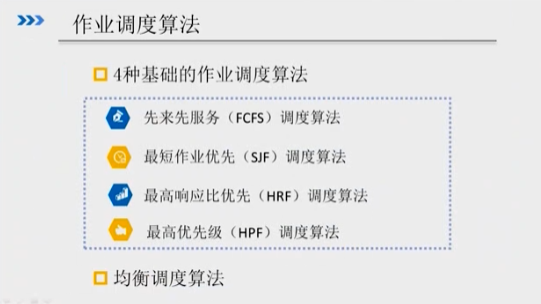 作业调度算法
4种基础的作业调度算法
先来先服务（FCFS）调度算法
最短作业优先（SJF）调度算法
最高响应比优先（HRF）调度算法
最高优先级（HPF）调度算法
均衡调度算法